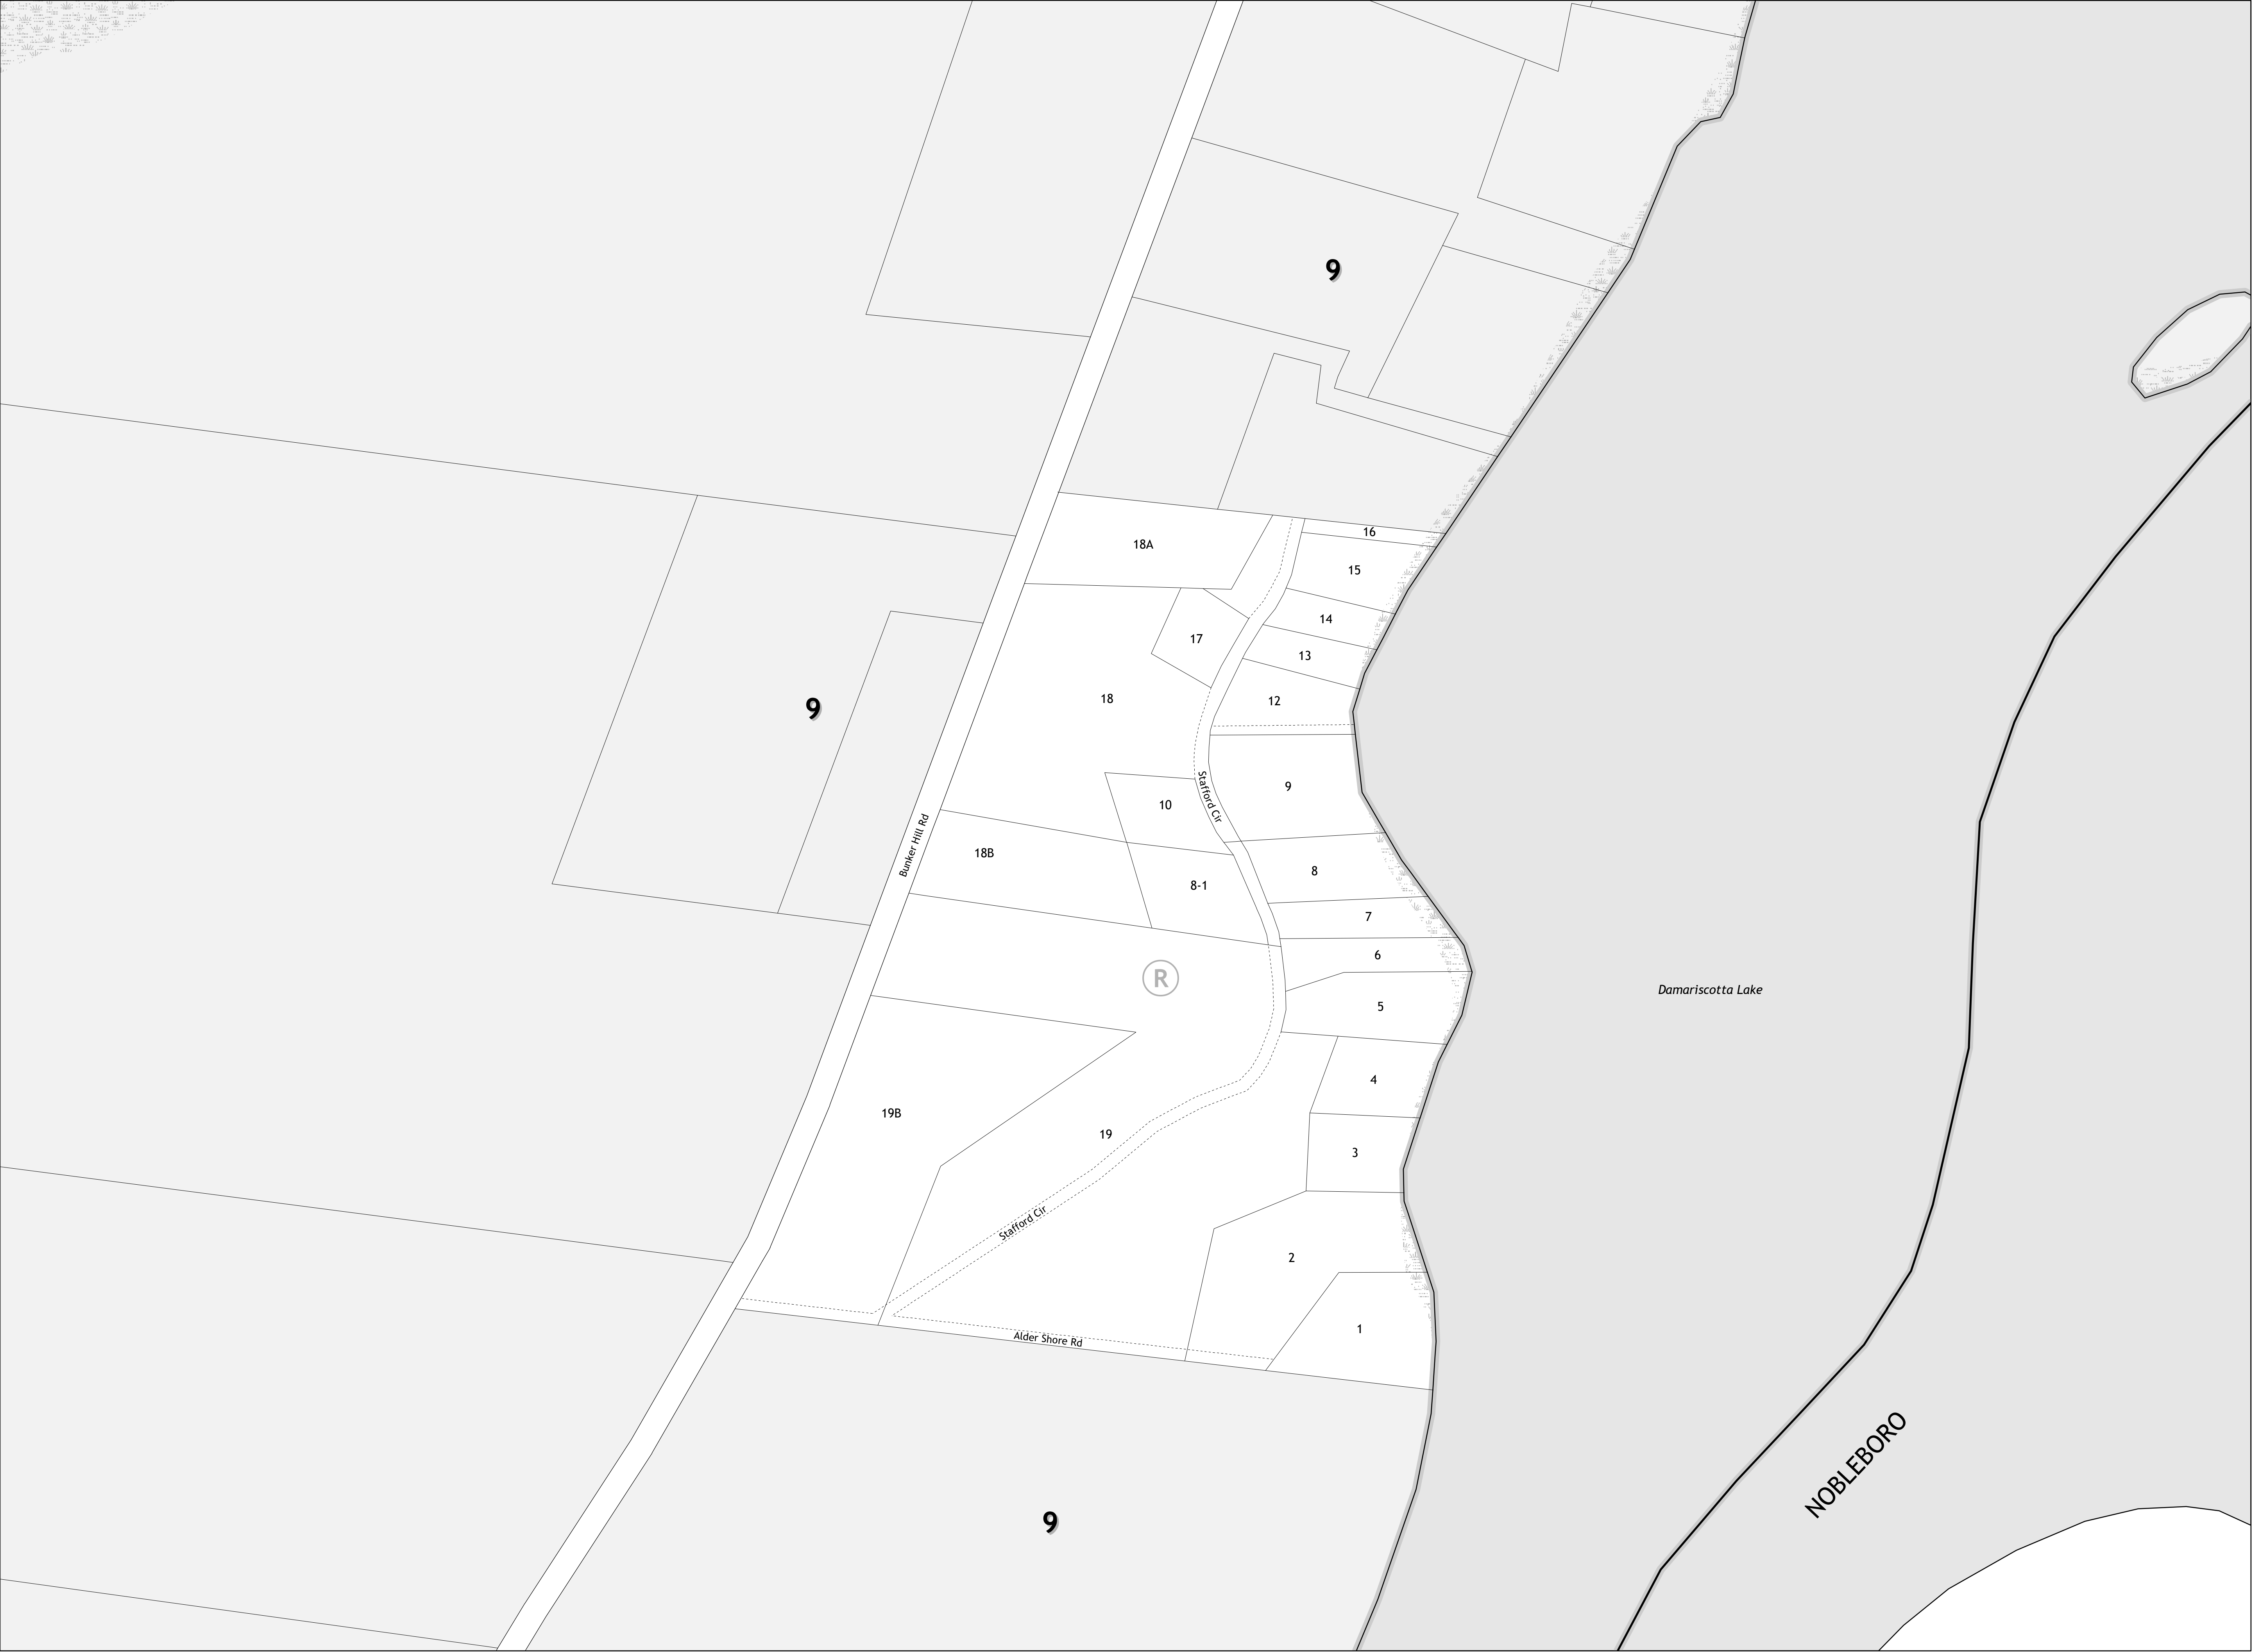 9
16
18A
15
14
17
13
18
12
9
9
Stafford Cir
10
Bunker Hill Rd
18B
8
8-1
7
6
R
Damariscotta Lake
5
4
19B
19
3
Stafford Cir
2
1
Alder Shore Rd
NOBLEBORO
9